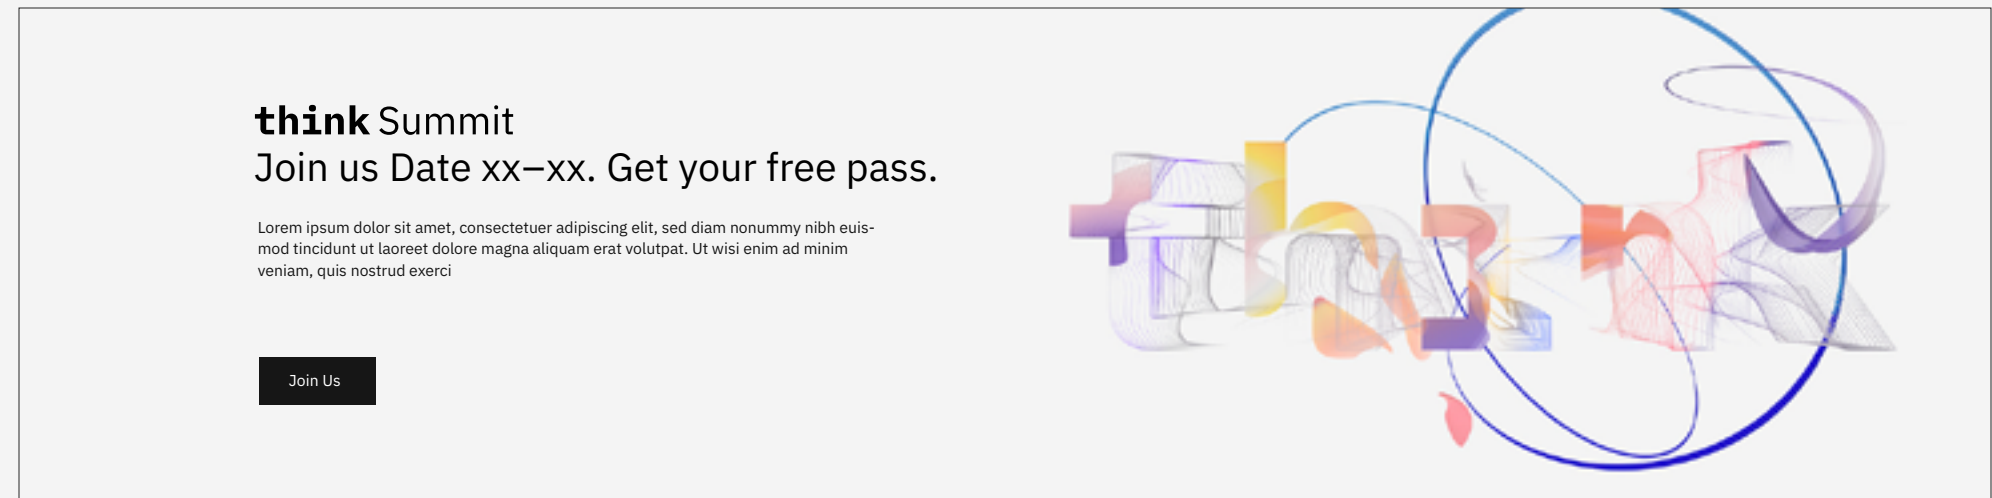 think Summit
Join us Date xx–xx. Get your free pass.
Lorem ipsum dolor sit amet, consectetuer adipiscing elit, sed diam nonummy nibh euis-
mod tincidunt ut laoreet dolore magna aliquam erat volutpat. Ut wisi enim ad minim
veniam, quis nostrud exerci
Join Us
think